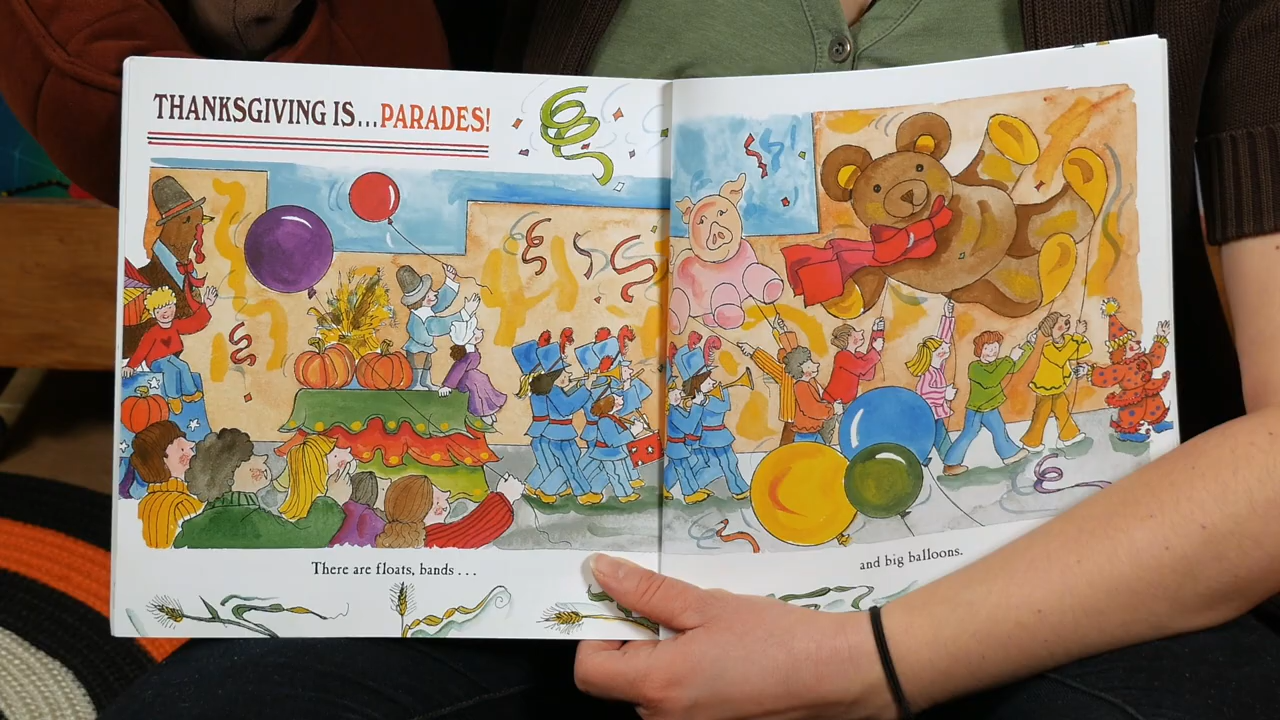 THANKSGIVING IS...PARADES!
There are floats, bands . . .
and big balloons.